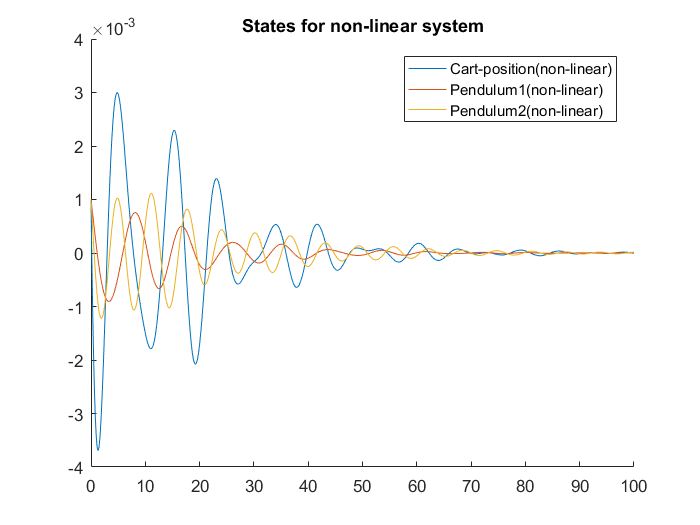 States for non-linear system
×10-3
Cart-position(non-linear)
Pendulum1(non-linear)
Pendulum2(non-linear)
4
3
2
1
0
-1
-2
-3
-4
0 10 20 30 40 50 60 70 80 90 100